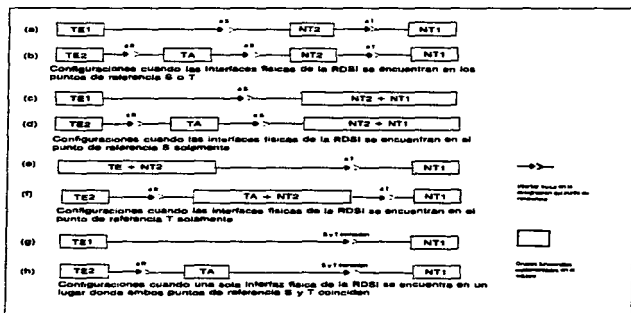 (a) TE1 a S NT2 a T NT1
(b) TE2 a R TA a S NT2 a T NT1
Configuraciones cuando las interfaces físicas de la RDSI se encuentran en los
puntos de referencia S o T
(c) TE1 a S NT2 + NT1
(d) TE2 a R TA a S NT2 + NT1
Configuraciones cuando las interfaces físicas de la RDSI se encuentran en el
punto de referencia S solamente
(e) TE + NT2 a T NT1
(f) TE2 a R TA + NT2 a T NT1
Configuraciones cuando las interfaces físicas de la RDSI se encuentran en el
punto de referencia T solamente
(g) TE1 S y T coinciden NT1
(h) TE2 a R TA S y T coinciden NT1
Configuraciones cuando una sola interfaz física de la RDSI se encuentra en un
lugar donde ambos puntos de referencia S y T coinciden